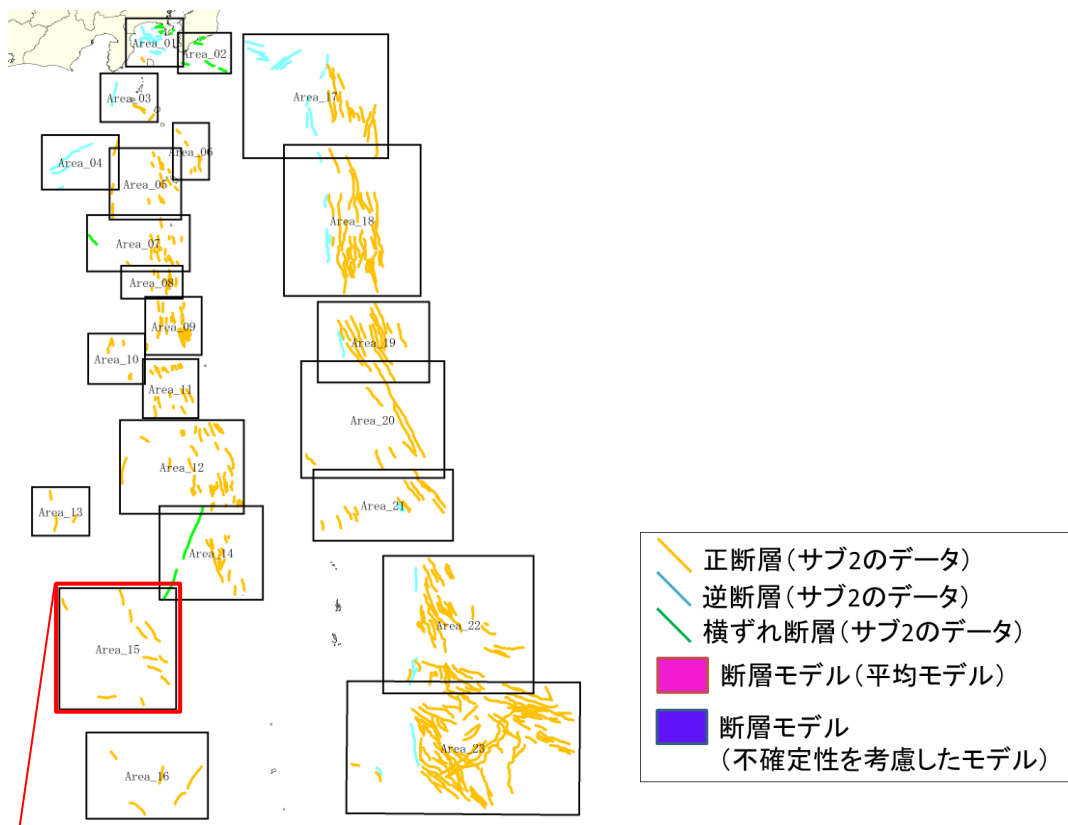 Area_01
Area_02
Area_03
Area_04
Area_05
Area_06
Area_07
Area_08
Area_09
Area_10
Area_11
Area_12
Area_13
Area_14
Area_15
Area_16
Area_17
Area_18
Area_19
Area_20
Area_21
Area_22
Area_23
正断層(サブ2のデータ)
逆断層(サブ2のデータ)
横ずれ断層(サブ2のデータ)
断層モデル(平均モデル)
断層モデル
(不確定性を考慮したモデル)